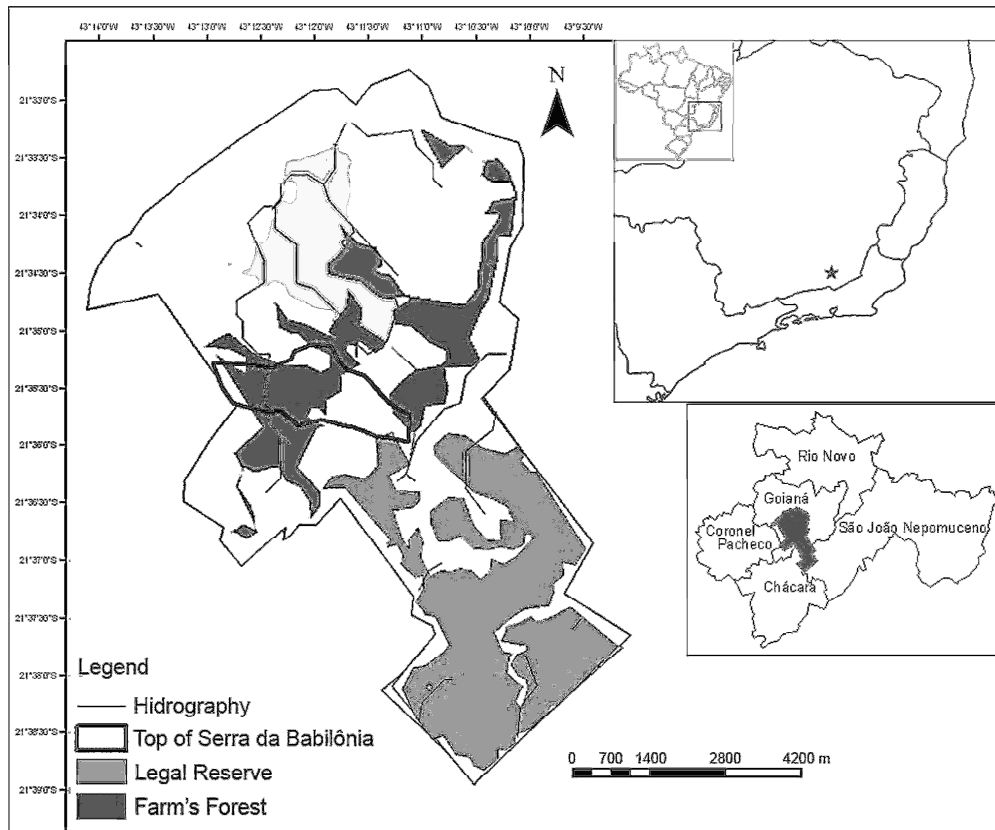 43°14'0"W 43°13'30"W 43°13'0"W 43°12'30"W 43°12'0"W 43°11'30"W 43°11'0"W 43°10'30"W 43°10'0"W 43°9'30"W
N
21°33'0"S
21°33'30"S
21°34'0"S
21°34'30"S
21°35'0"S
21°35'30"S
21°36'0"S
21°36'30"S
21°37'0"S
21°37'30"S
21°38'0"S
21°38'30"S
21°39'0"S
Rio Novo
Goianá
Coronel
Pacheco
São João Nepomuceno
Chácara
Legend
Hidrography
Top of Serra da Babilônia
Legal Reserve
Farm's Forest
0 700 1400 2800 4200 m